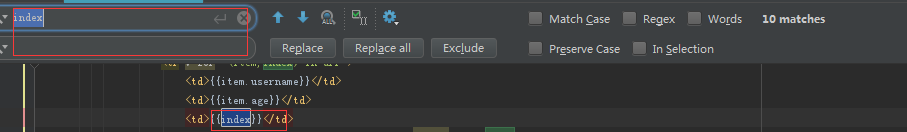 index
Match Case
Regex
Words
10 matches
Replace
Replace all
Exclude
Preserve Case
In Selection
<td>{{item.username}}</td>
<td>{{item.age}}</td>
<td>{{index}}</td>